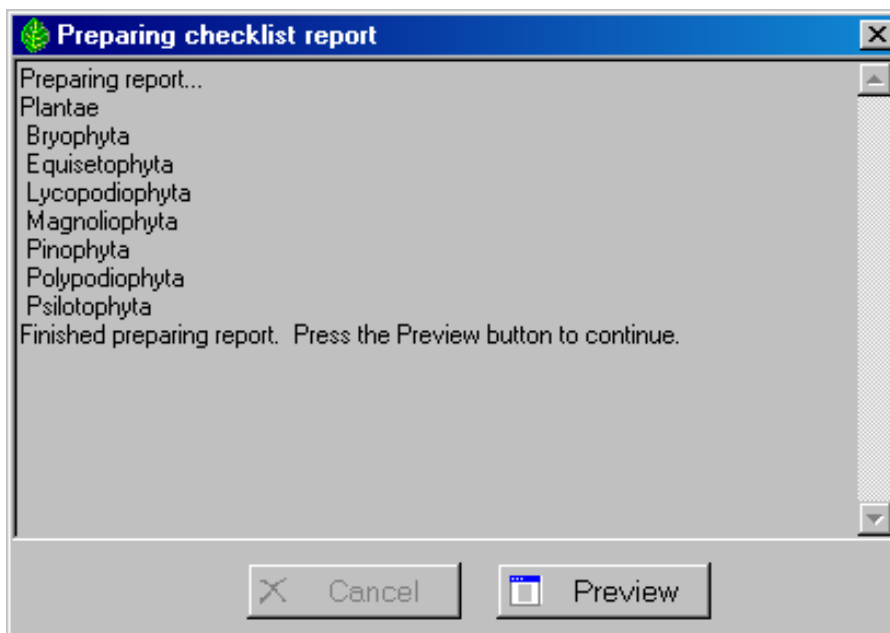 Preparing checklist report
Preparing report...
Plantae
Bryophyta
Equisetophyta
Lycopodiophyta
Magnoliophyta
Pinophyta
Polypodiophyta
Psilotophyta
Finished preparing report.  Press the Preview button to continue.
Cancel
Preview